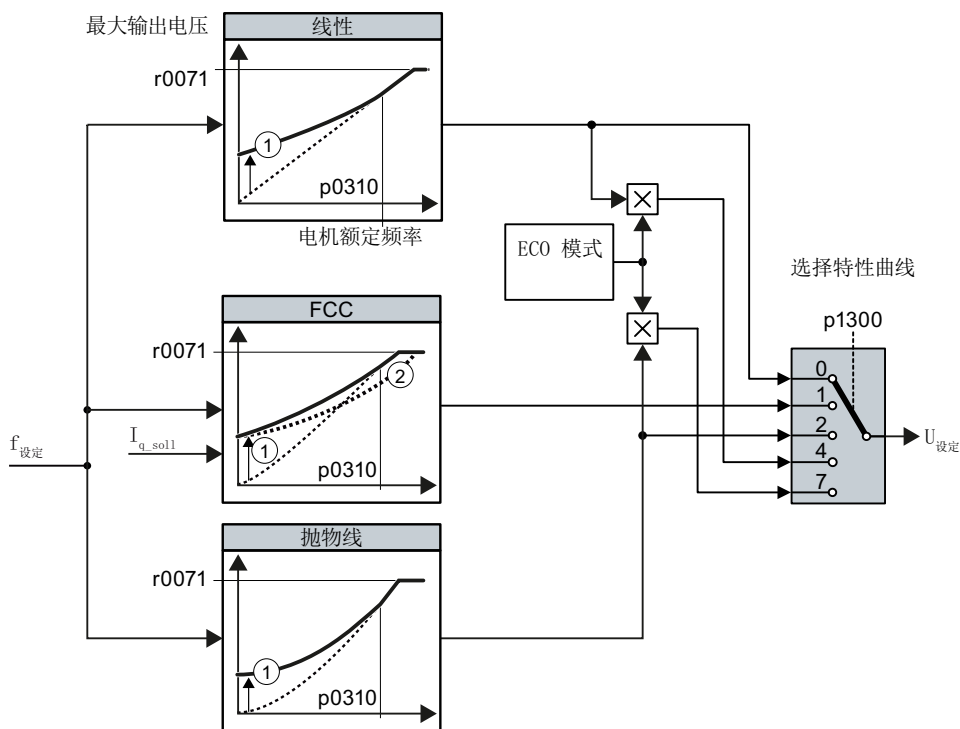 最大输出电压
线性
r0071
①
p0310
电机额定频率
ECO 模式
选择特性曲线
p1300
FCC
r0071
②
①
p0310
f设定
I q_soll
0
1
2
4
7
U设定
抛物线
r0071
①
p0310